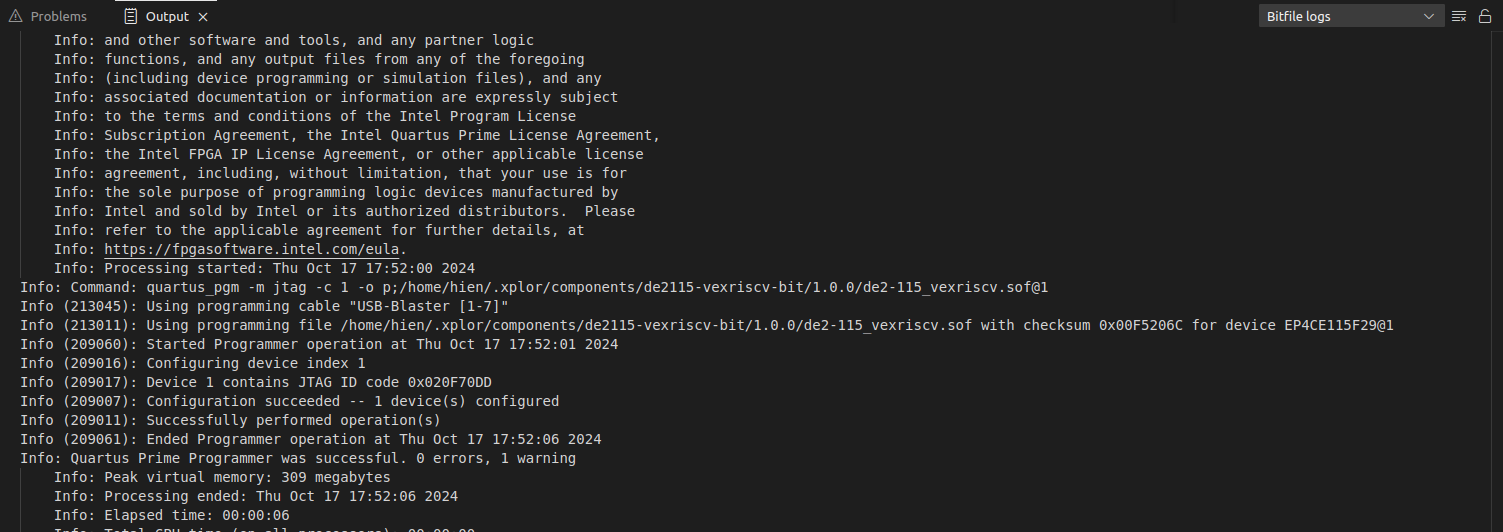 Problems Output Bitfile logs
Info: and other software and tools, and any partner logic
Info: functions, and any output files from any of the foregoing
Info: (including device programming or simulation files), and any
Info: associated documentation or information are expressly subject
Info: to the terms and conditions of the Intel Program License
Info: Subscription Agreement, the Intel Quartus Prime License Agreement,
Info: the Intel FPGA IP License Agreement, or other applicable license
Info: agreement, including, without limitation, that your use is for
Info: the sole purpose of programming logic devices manufactured by
Info: Intel and sold by Intel or its authorized distributors.  Please
Info: refer to the applicable agreement for further details, at
Info: https://fpgasoftware.intel.com/eula.
Info: Processing started: Thu Oct 17 17:52:00 2024
Info: Command: quartus_pgm -m jtag -c 1 -o p;/home/hien/.xplor/components/de2115-vexriscv-bit/1.0.0/de2-115_vexriscv.sof@1
Info (213045): Using programming cable "USB-Blaster [1-7]"
Info (213011): Using programming file /home/hien/.xplor/components/de2115-vexriscv-bit/1.0.0/de2-115_vexriscv.sof with checksum 0x00F5206C for device EP4CE115F29@1
Info (209060): Started Programmer operation at Thu Oct 17 17:52:01 2024
Info (209016): Configuring device index 1
Info (209017): Device 1 contains JTAG ID code 0x020F70DD
Info (209007): Configuration succeeded -- 1 device(s) configured
Info (209011): Successfully performed operation(s)
Info (209061): Ended Programmer operation at Thu Oct 17 17:52:06 2024
Info: Quartus Prime Programmer was successful. 0 errors, 1 warning
Info: Peak virtual memory: 309 megabytes
Info: Processing ended: Thu Oct 17 17:52:06 2024
Info: Elapsed time: 00:00:06
Info: Total CPU time (on all processors): 00:00:00